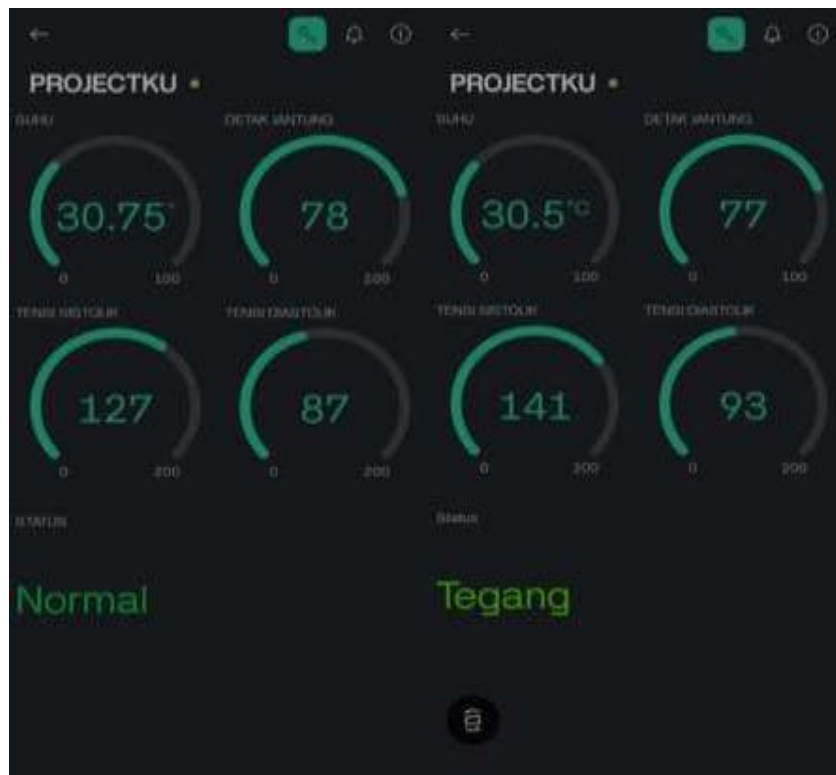 PROJECTKU
SUHU DETAK JANTUNG
30.75° 78
0 100 0 200
TENSI SISTOLIK TENSI DIASTOLIK
127 87
0 200 0 200
STATUS
Normal
PROJECTKU
SUHU DETAK JANTUNG
30.5°C 77
0 100 0 100
TENSI SISTOLIK TENSI DIASTOLIK
141 93
0 200 0 200
Status
Tegang